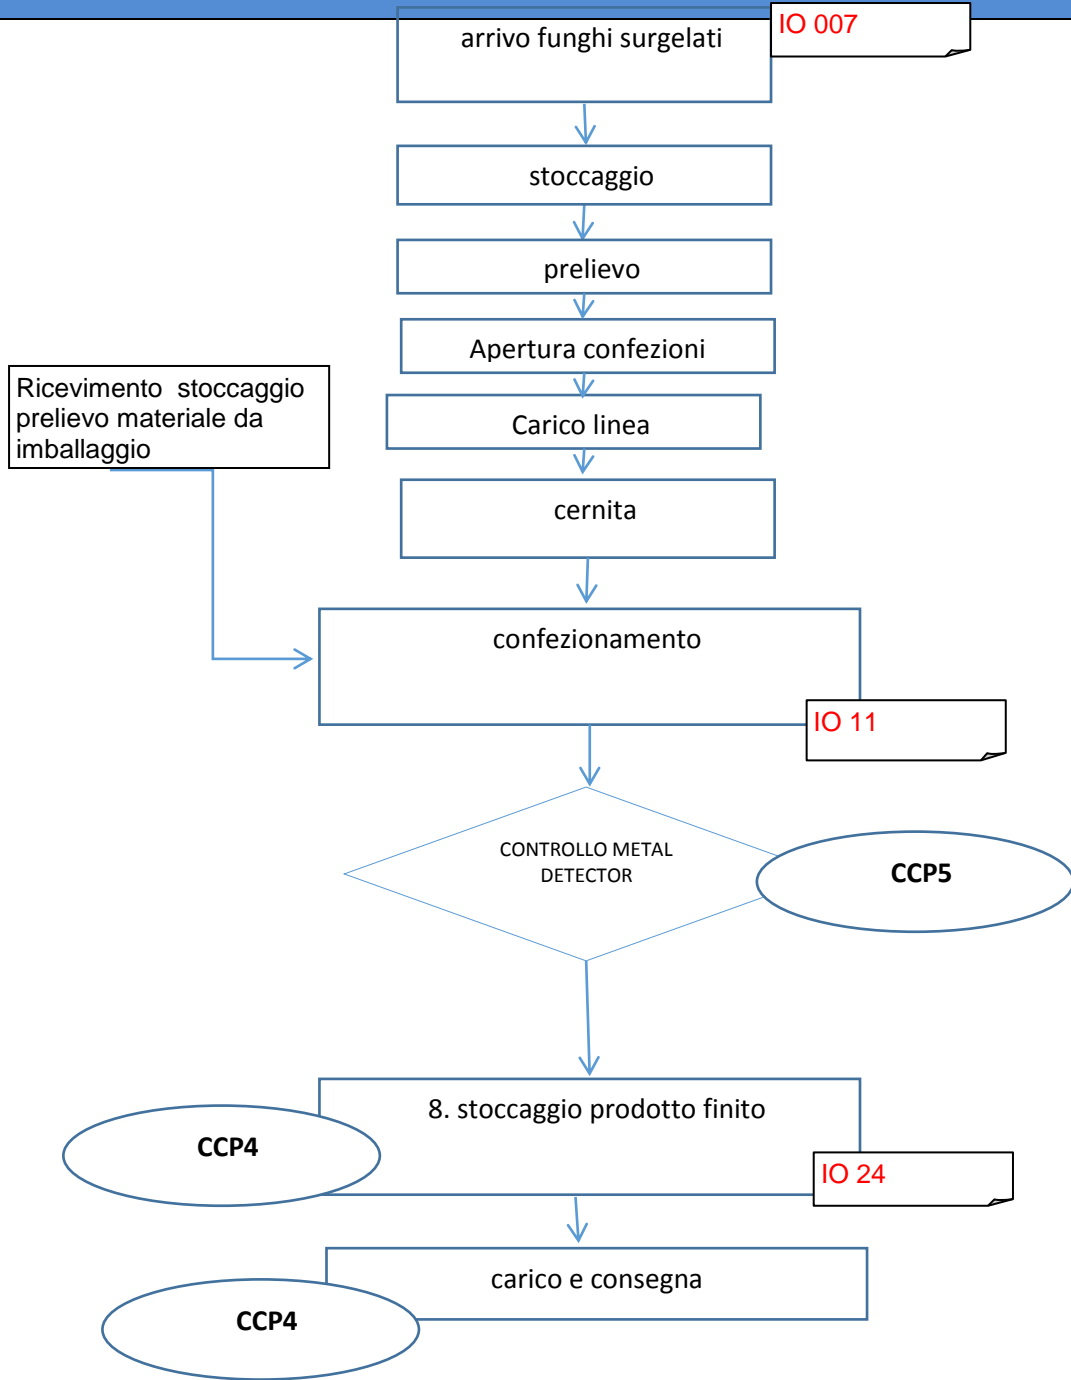 arrivo funghi surgelati
IO 007
stoccaggio
prelievo
Apertura confezioni
Ricevimento stoccaggio
prelievo materiale da
imballaggio
Carico linea
cernita
confezionamento
IO 11
CONTROLLO METAL
DETECTOR
CCP5
8. stoccaggio prodotto finito
CCP4
IO 24
carico e consegna
CCP4